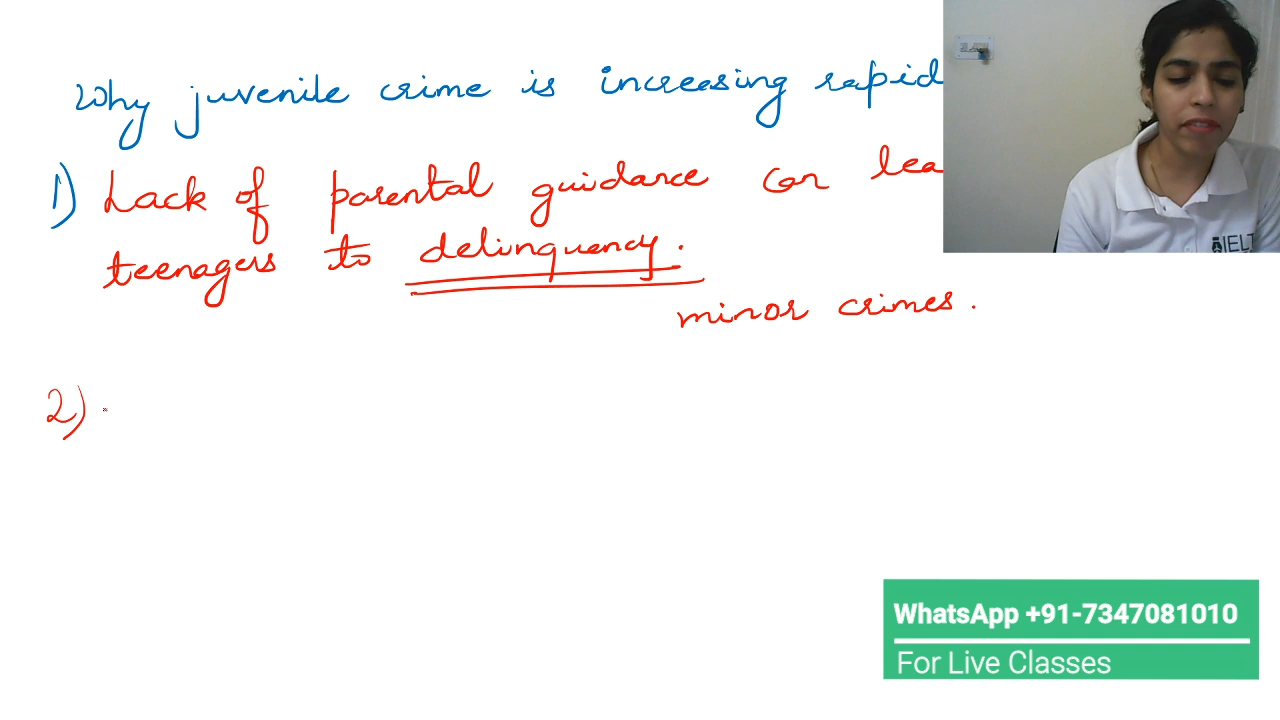 Why juvenile crime is increasing rapid
1) Lack of parental guidance can lea
teenagers to delinquency.
minor crimes.
2)
IELT
WhatsApp +91-7347081010
For Live Classes